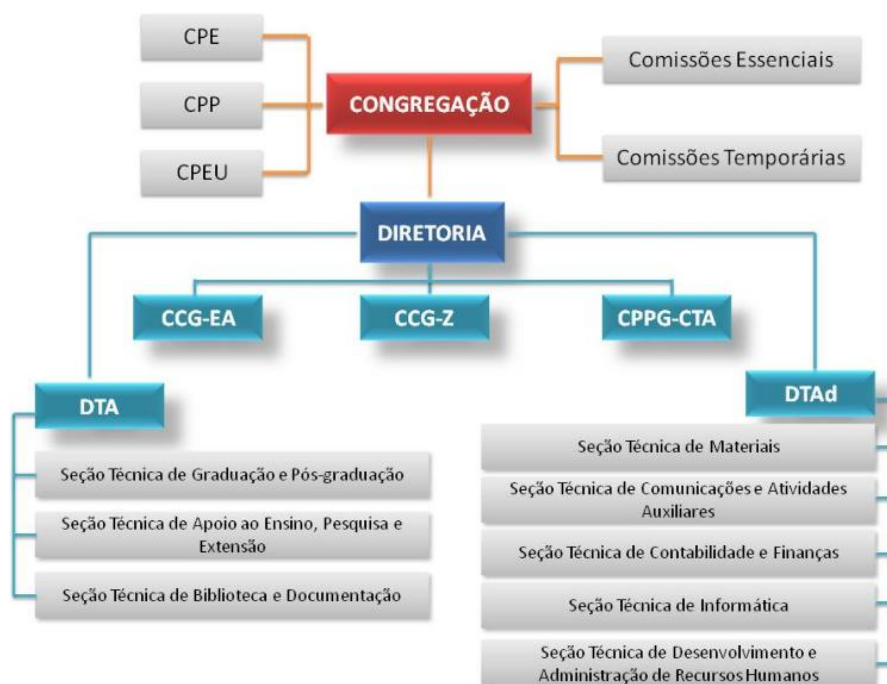 CPE
CPP
CPEU
CONGREGAÇÃO
Comissões Essenciais
Comissões Temporárias
DIRETORIA
CCG-EA
CCG-Z
CPPG-CTA
DTA
Seção Técnica de Graduação e Pós-graduação
Seção Técnica de Apoio ao Ensino, Pesquisa e
Extensão
Seção Técnica de Biblioteca e Documentação
DTAd
Seção Técnica de Materiais
Seção Técnica de Comunicações e Atividades
Auxiliares
Seção Técnica de Contabilidade e Finanças
Seção Técnica de Informática
Seção Técnica de Desenvolvimento e
Administração de Recursos Humanos